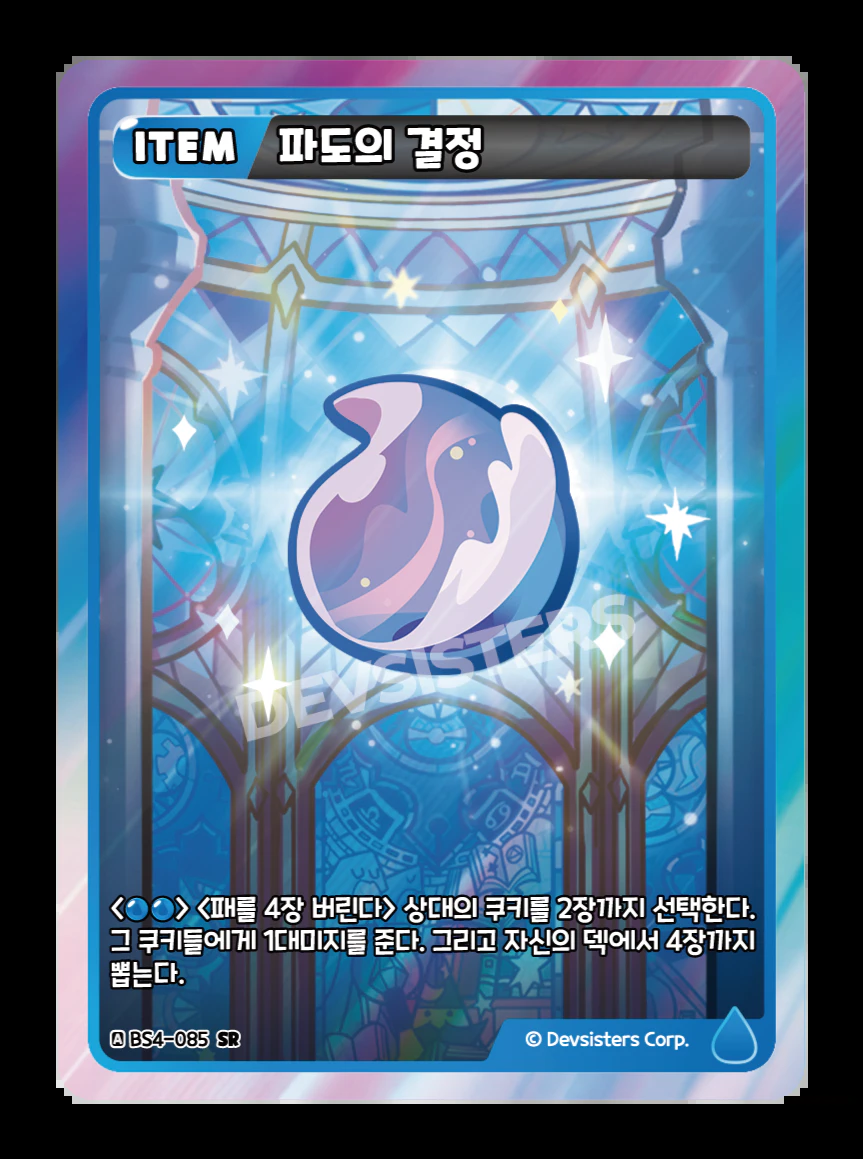 ITEM 파도의 결정
DEVSISTERS
<🔵🔵> <패를 4장 버린다> 상대의 쿠키를 2장까지 선택한다.
그 쿠키들에게 1대미지를 준다. 그리고 자신의 덱에서 4장까지
뽑는다.
A BS4-085 SR
© Devsisters Corp.